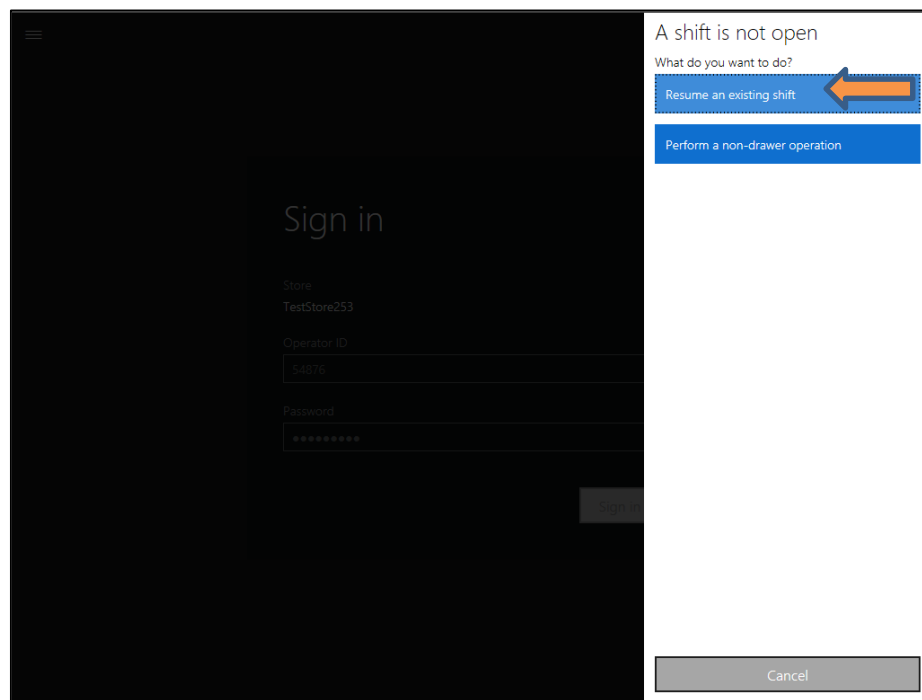 A shift is not open
What do you want to do?
Resume an existing shift
Perform a non-drawer operation
Sign in
Store
TestStore253
Operator ID
54876
Password
Sign in
Cancel